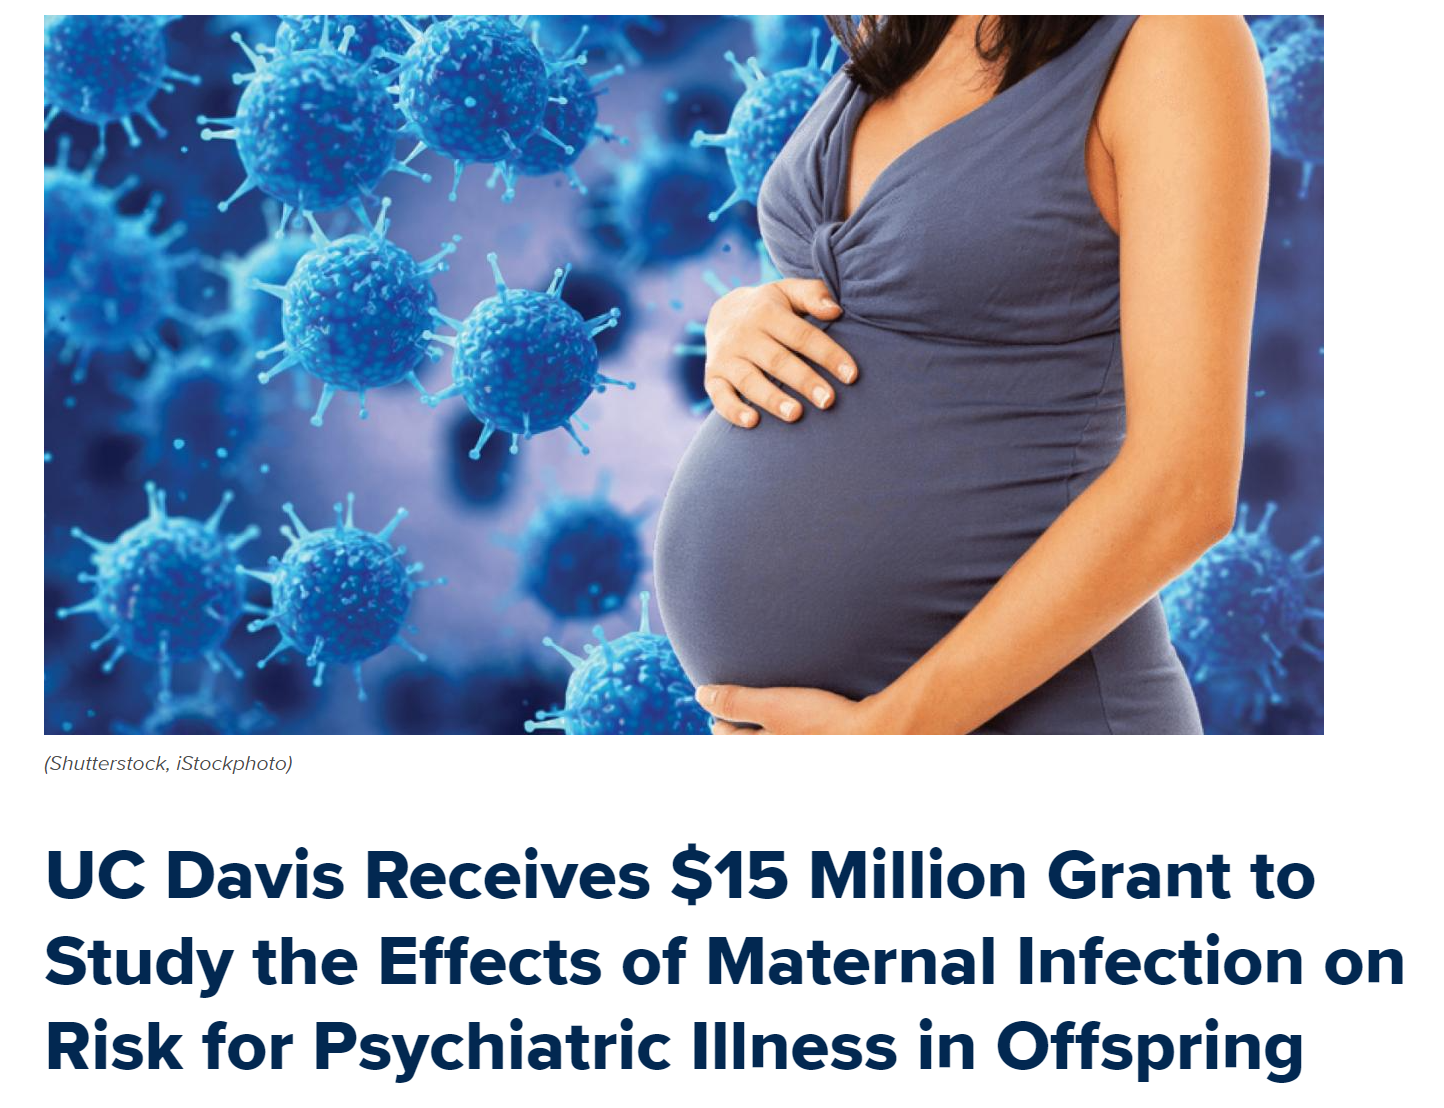 (Shutterstock, iStockphoto)
UC Davis Receives $15 Million Grant to
Study the Effects of Maternal Infection on
Risk for Psychiatric Illness in Offspring